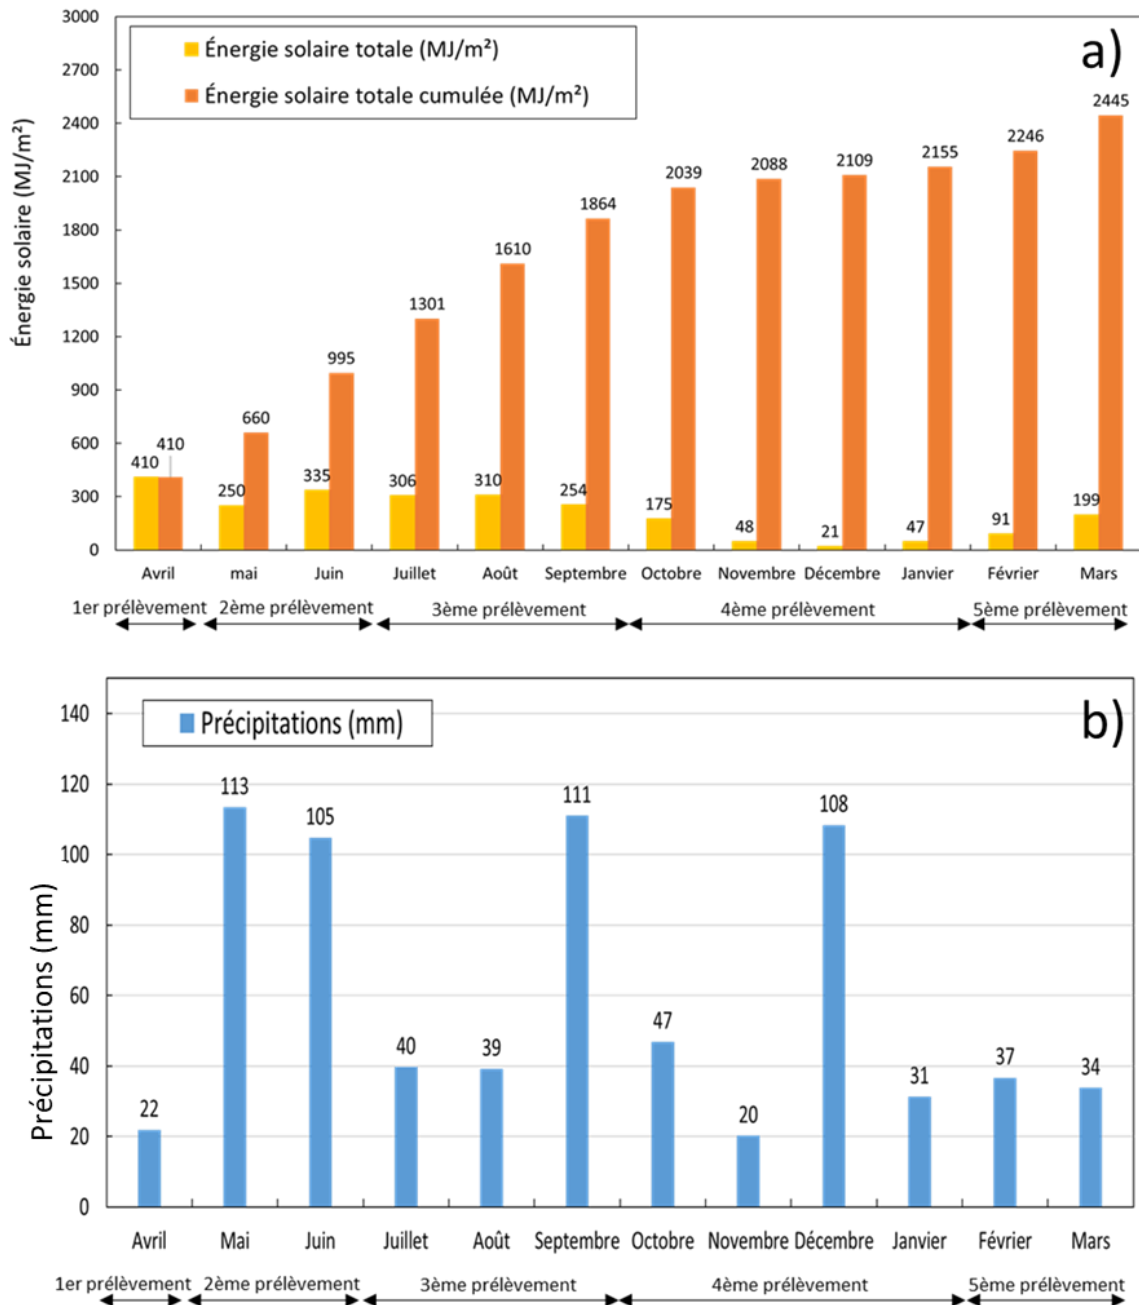 a)
Énergie solaire totale (MJ/m²)
Énergie solaire totale cumulée (MJ/m²)
Énergie solaire (MJ/m²)
3000
2700
2400
2100
1800
1500
1200
900
600
300
0
410 410 250 660 335 995 306 1301 310 1610 254 1864 175 2039 48 2088 21 2109 47 2155 91 2246 199 2445
Avril mai Juin Juillet Août Septembre Octobre Novembre Décembre Janvier Février Mars
1er prélèvement 2ème prélèvement 3ème prélèvement 4ème prélèvement 5ème prélèvement
b)
Précipitations (mm)
Précipitations (mm)
140
120
100
80
60
40
20
0
22 113 105 40 39 111 47 20 108 31 37 34
Avril Mai Juin Juillet Août Septembre Octobre Novembre Décembre Janvier Février Mars
1er prélèvement 2ème prélèvement 3ème prélèvement 4ème prélèvement 5ème prélèvement